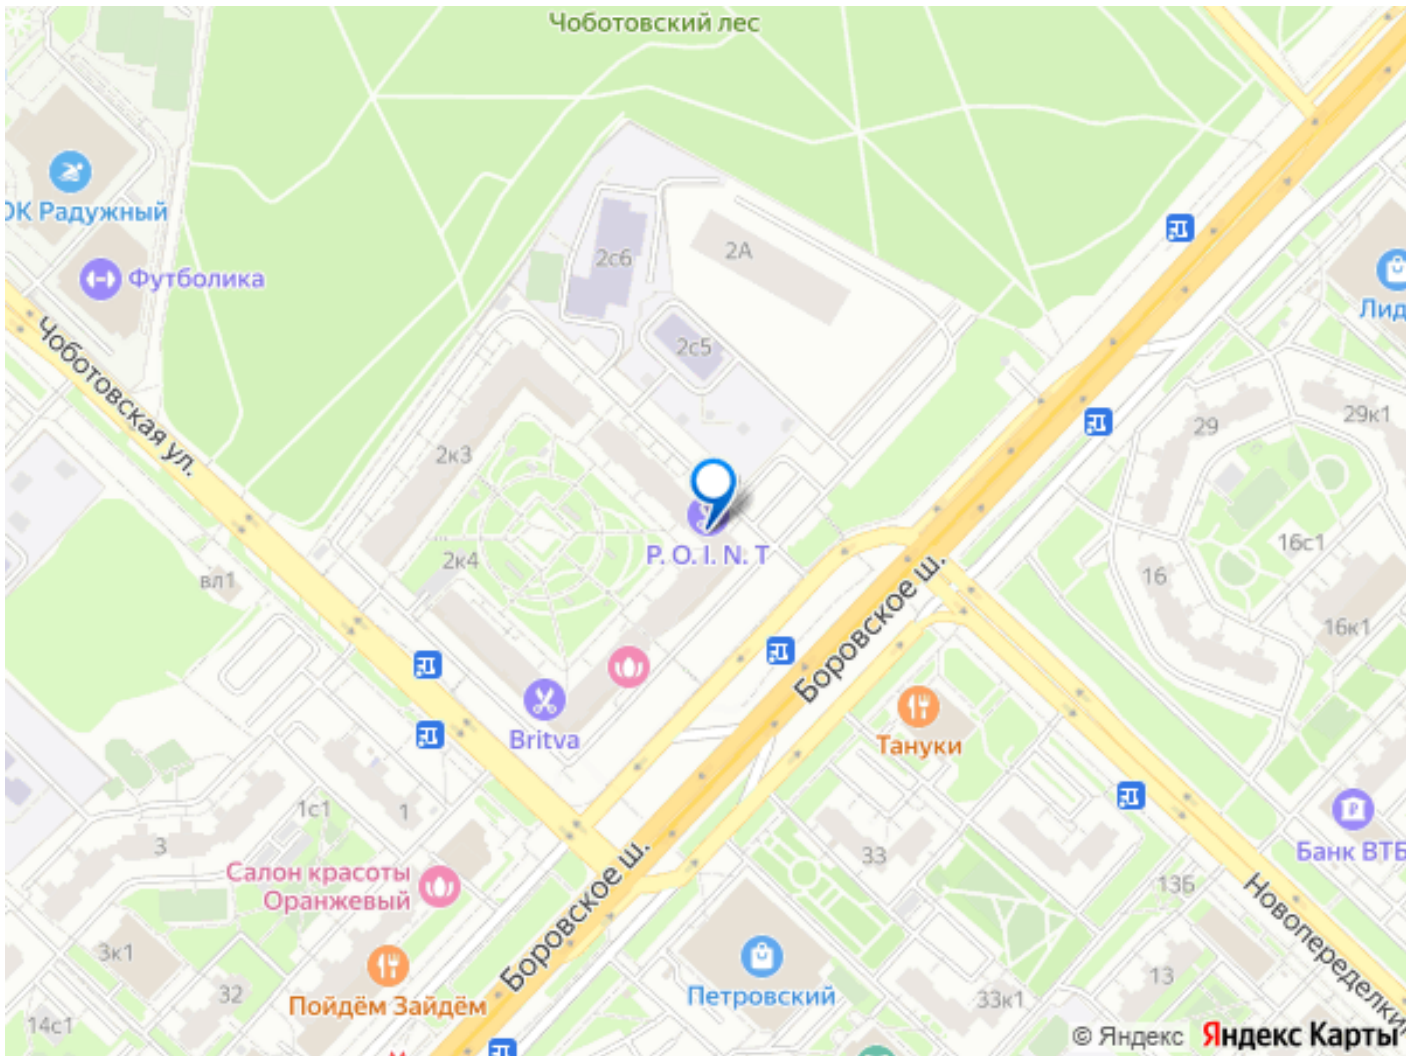 Чоботовский лес
ОК Радужный
Футболика
2с6
2А
2с5
Лид
Чоботовская ул.
2к3
29
29к1
P. O. I. N. T
2к4
вл1
16
16с1
16к1
Боровское ш.
Britva
Тануки
1с1
1
3
33
Банк ВТБ
Салон красоты
Оранжевый
Боровское ш.
13Б
Новопеределки
3к1
32
Пойдём Зайдём
Петровский
33к1
13
14с1
© Яндекс Яндекс Карты